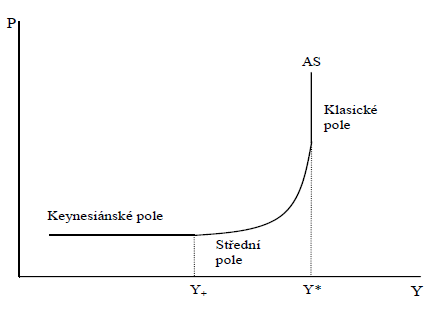 P
AS
Klasické
pole
Keynesiánské pole
Střední
pole
Y+
Y*
Y